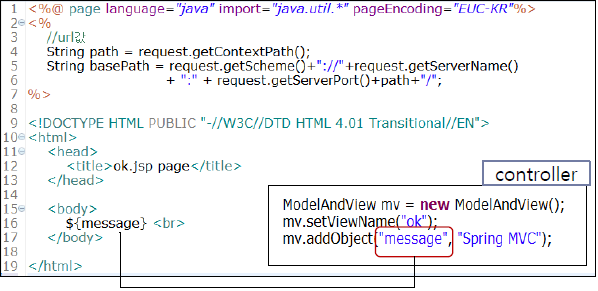 1 <%@ page language="java" import="java.util.*" pageEncoding="EUC-KR"%>
2 <%
3 //url값
4 String path = request.getContextPath();
5 String basePath = request.getScheme()+"://"+request.getServerName()
6 + ":" + request.getServerPort()+path+"/";
7 %>
8
9 <!DOCTYPE HTML PUBLIC "-//W3C//DTD HTML 4.01 Transitional//EN">
10 <html>
11 <head>
12 <title>ok.jsp page</title>
13 </head>
14
15 <body>
16 ${message} <br>
17 </body>
18
19 </html>
controller
ModelAndView mv = new ModelAndView();
mv.setViewName("ok");
mv.addObject("message", "Spring MVC");